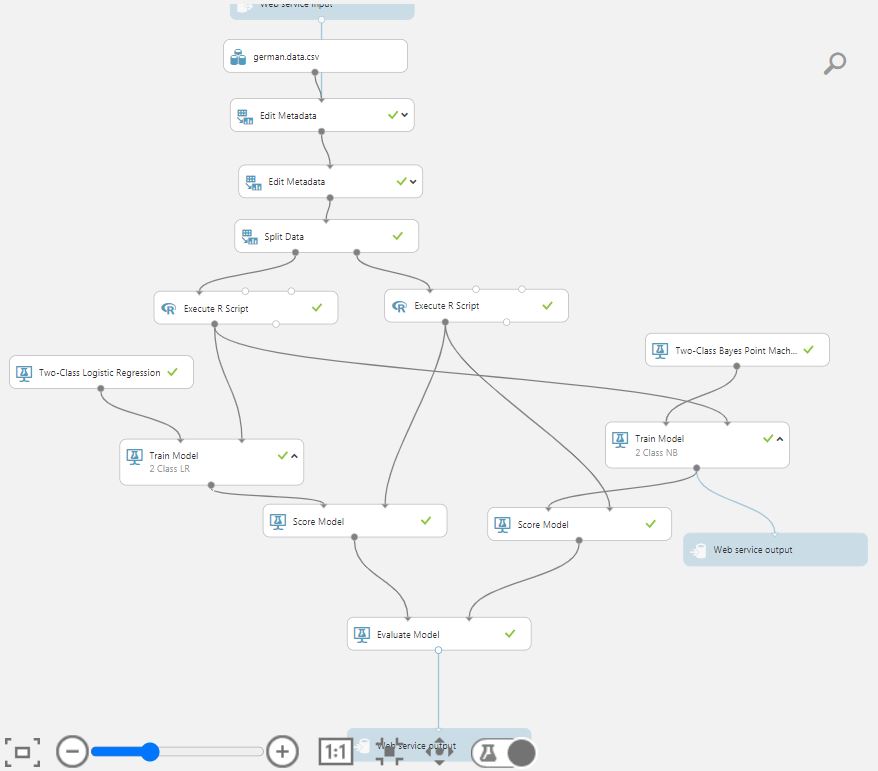 Web service input
german.data.csv
Edit Metadata
Edit Metadata
Split Data
Execute R Script
Execute R Script
Two-Class Bayes Point Mach...
Two-Class Logistic Regression
Train Model
2 Class NB
Train Model
2 Class LR
Score Model
Score Model
Web service output
Evaluate Model
Web service output
1:1